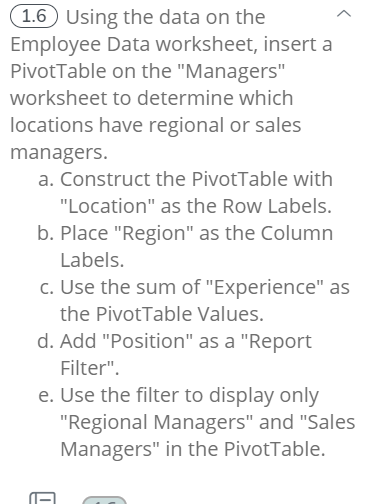 1.6 Using the data on the
Employee Data worksheet, insert a
PivotTable on the "Managers"
worksheet to determine which
locations have regional or sales
managers.
a. Construct the PivotTable with
"Location" as the Row Labels.
b. Place "Region" as the Column
Labels.
c. Use the sum of "Experience" as
the PivotTable Values.
d. Add "Position" as a "Report
Filter".
e. Use the filter to display only
"Regional Managers" and "Sales
Managers" in the PivotTable.